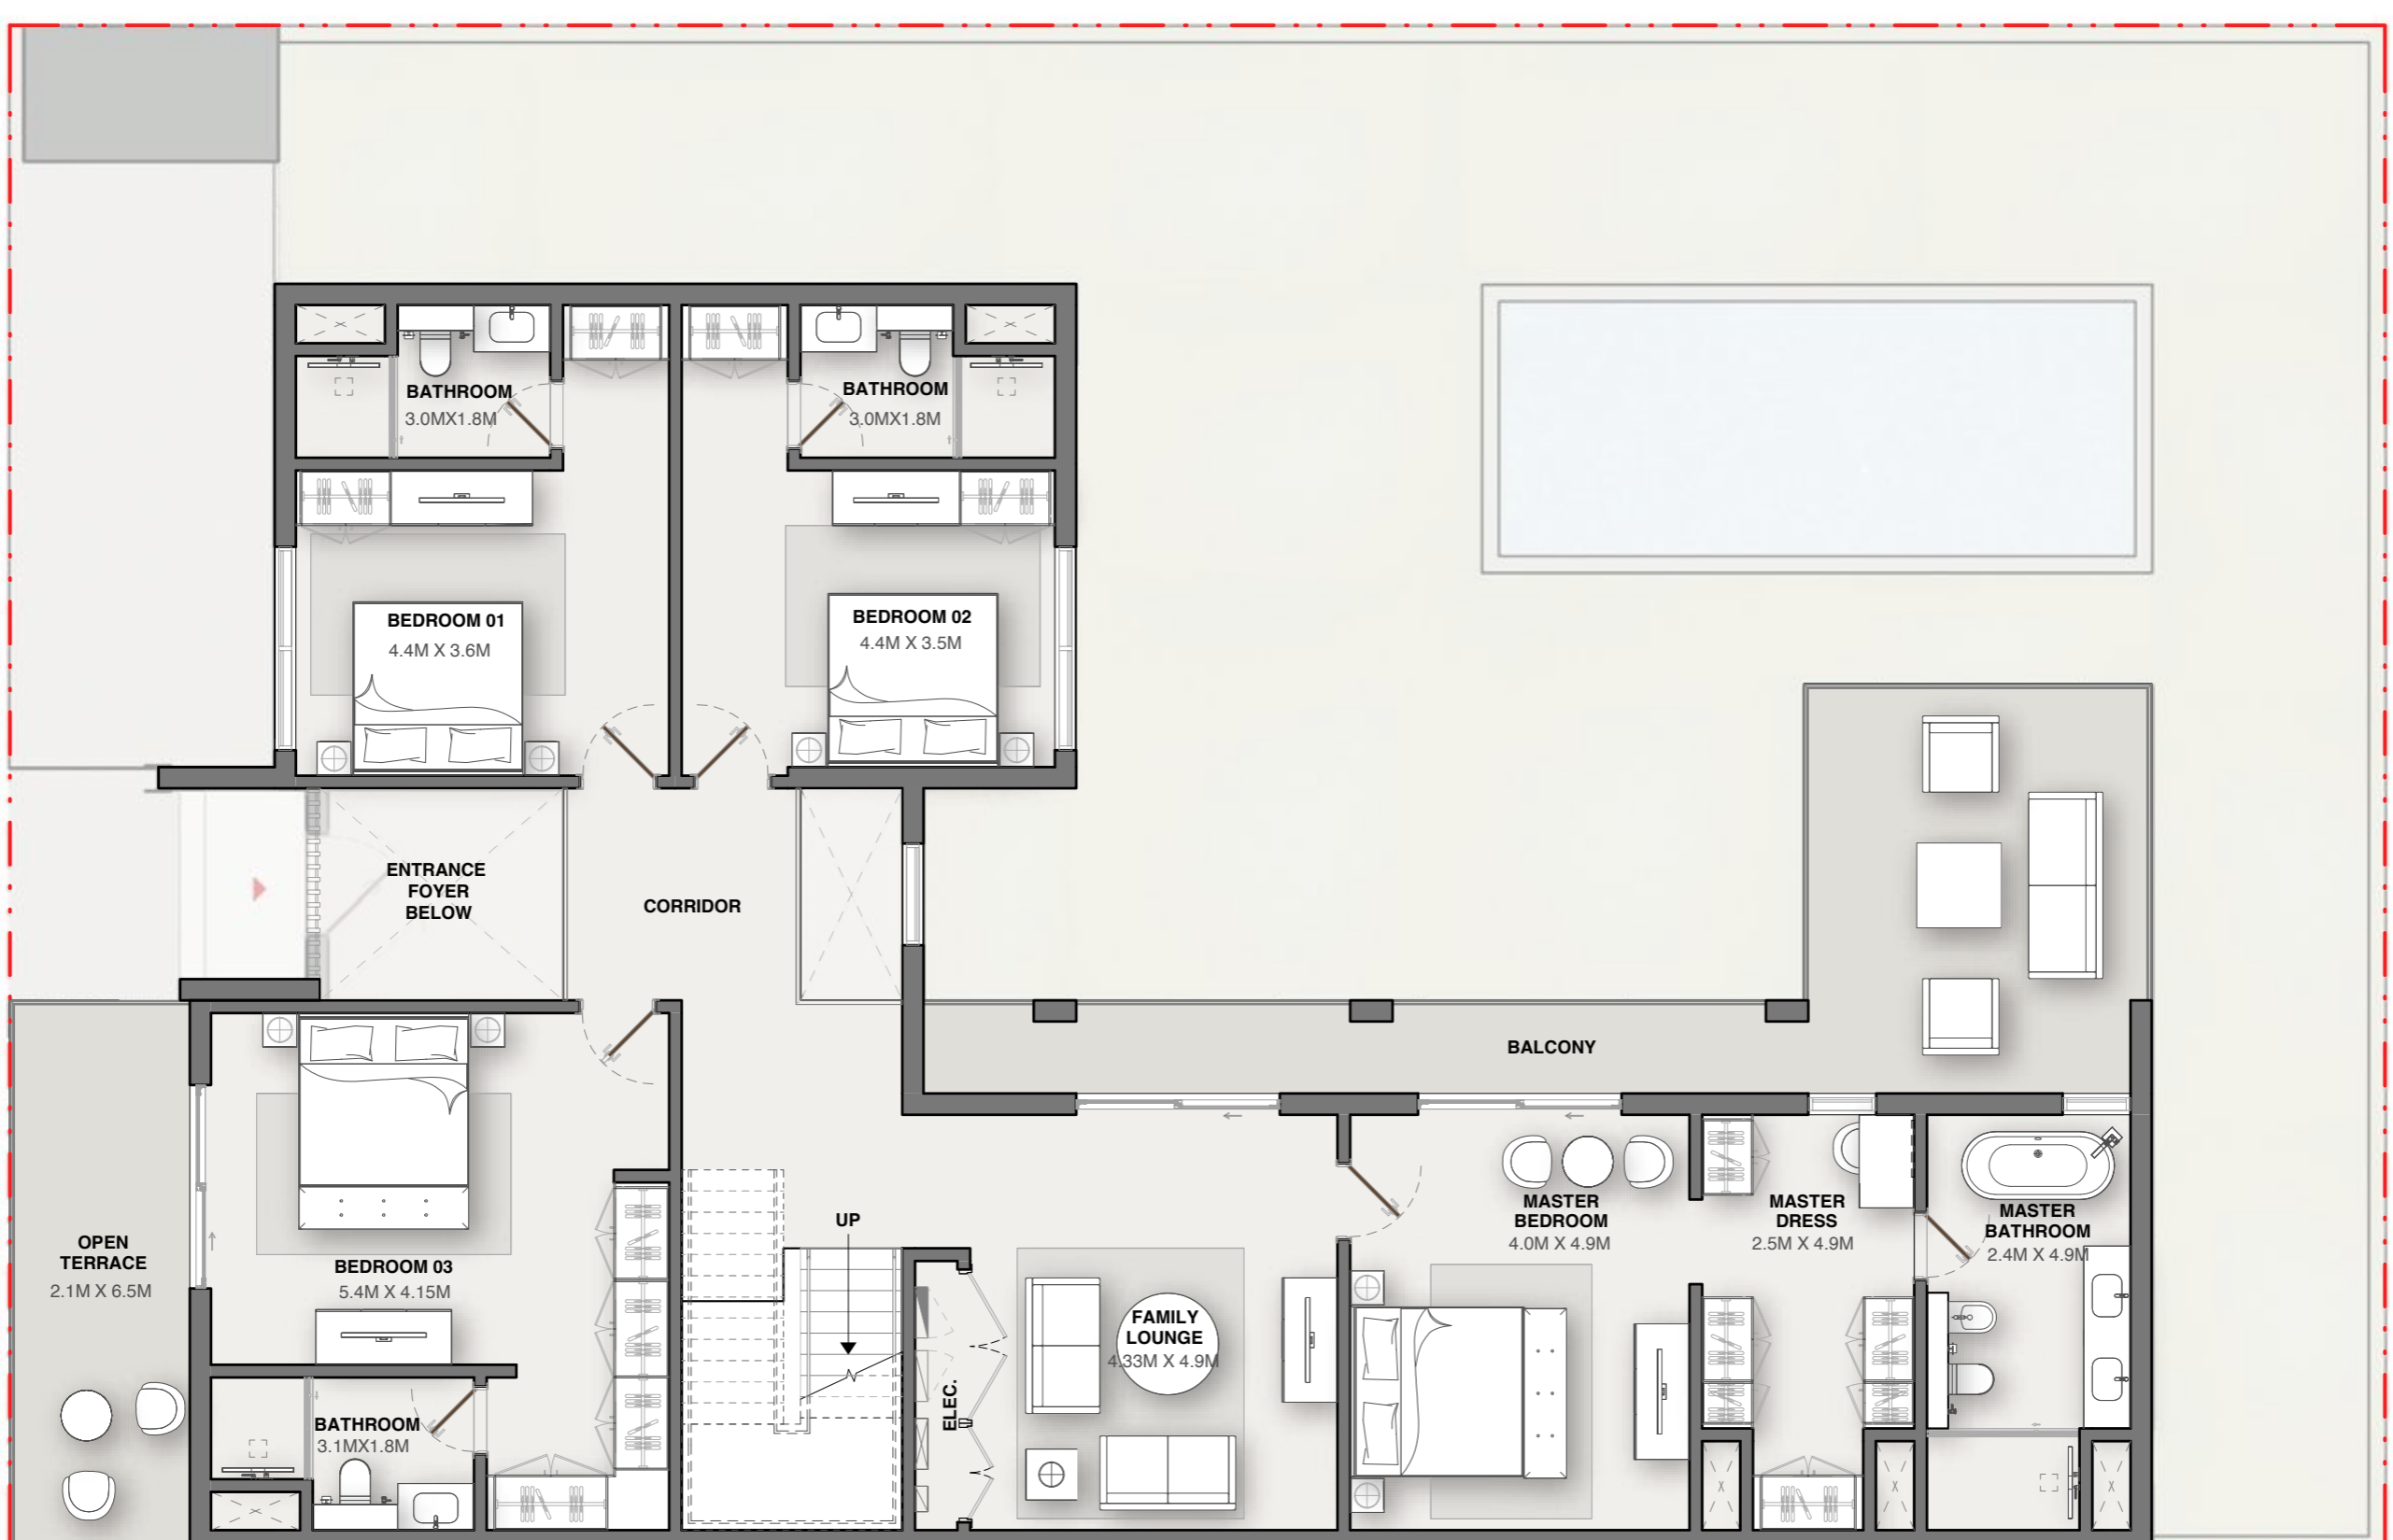 BATHROOM
3.0MX1.8M
BATHROOM
3.0MX1.8M
BEDROOM 01
4.4M X 3.6M
BEDROOM 02
4.4M X 3.5M
ENTRANCE
FOYER
BELOW
CORRIDOR
BALCONY
OPEN
TERRACE
2.1M X 6.5M
BEDROOM 03
5.4M X 4.15M
UP
MASTER
BEDROOM
4.0M X 4.9M
MASTER
DRESS
2.5M X 4.9M
MASTER
BATHROOM
2.4M X 4.9M
FAMILY
LOUNGE
4.33M X 4.9M
ELEC.
BATHROOM
3.1MX1.8M